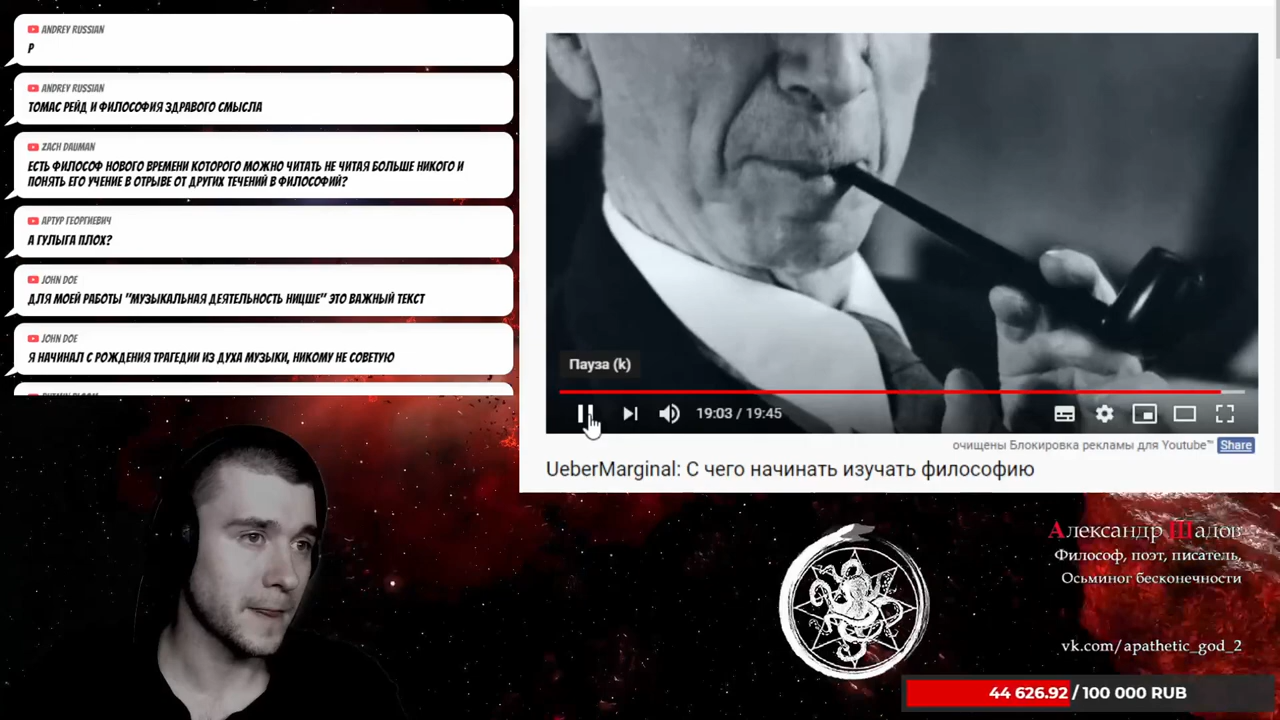 ANDREY RUSSIAN
Р
ANDREY RUSSIAN
ТОМАС РЕЙД И ФИЛОСОФИЯ ЗДРАВОГО СМЫСЛА
ZACH DAUMAN
ЕСТЬ ФИЛОСОФ НОВОГО ВРЕМЕНИ КОТОРОГО МОЖНО ЧИТАТЬ НЕ ЧИТАЯ БОЛЬШЕ НИКОГО И
ПОНЯТЬ ЕГО УЧЕНИЕ В ОТРЫВЕ ОТ ДРУГИХ ТЕЧЕНИЙ В ФИЛОСОФИЙ?
АРТУР ГЕОРГИЕВИЧ
А ГУЛЫГА ПЛОХ?
JOHN DOE
ДЛЯ МОЕЙ РАБОТЫ "МУЗЫКАЛЬНАЯ ДЕЯТЕЛЬНОСТЬ НИЦШЕ" ЭТО ВАЖНЫЙ ТЕКСТ
JOHN DOE
Я НАЧИНАЛ С РОЖДЕНИЯ ТРАГЕДИИ ИЗ ДУХА МУЗЫКИ, НИКОМУ НЕ СОВЕТУЮ
Пауза (k)
19:03 / 19:45
очищены Блокировка рекламы для Youtube™ Share
UeberMarginal: С чего начинать изучать философию
Александр Шадов
Философ, поэт, писатель,
Осьминог бесконечности
vk.com/apathetic_god_2
44 626.92 / 100 000 RUB